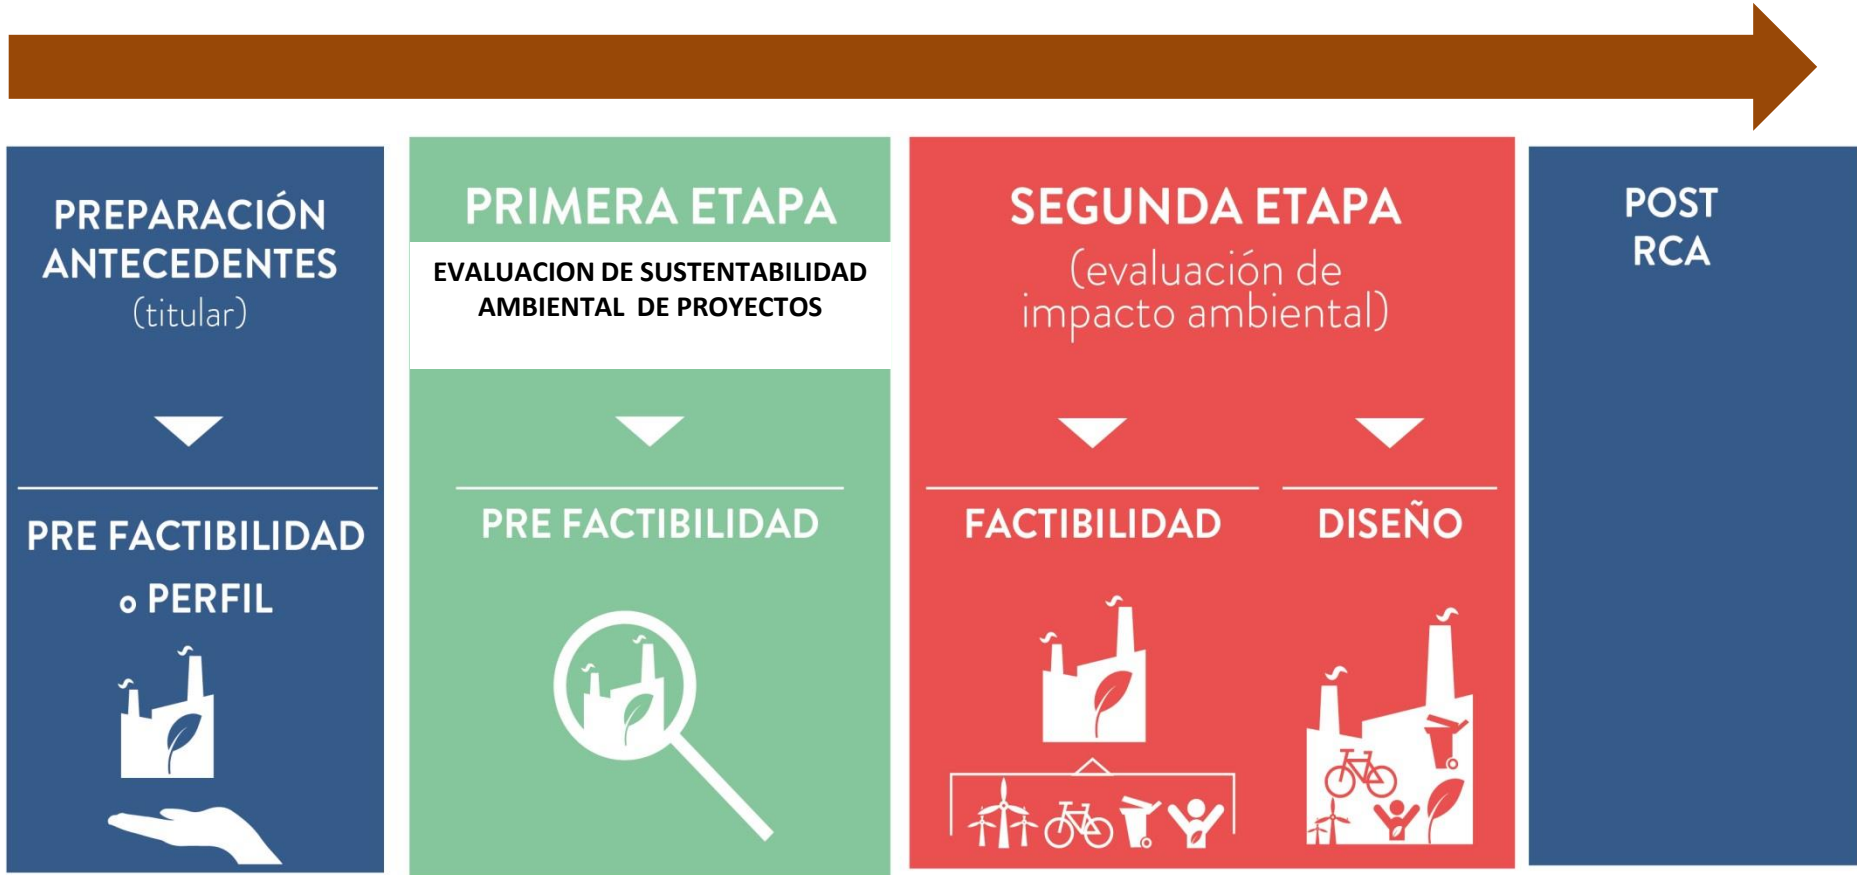 PREPARACIÓN
ANTECEDENTES
(titular)
PRE FACTIBILIDAD
o PERFIL
PRIMERA ETAPA
EVALUACION DE SUSTENTABILIDAD
AMBIENTAL DE PROYECTOS
PRE FACTIBILIDAD
SEGUNDA ETAPA
(evaluación de
impacto ambiental)
FACTIBILIDAD
DISEÑO
POST
RCA